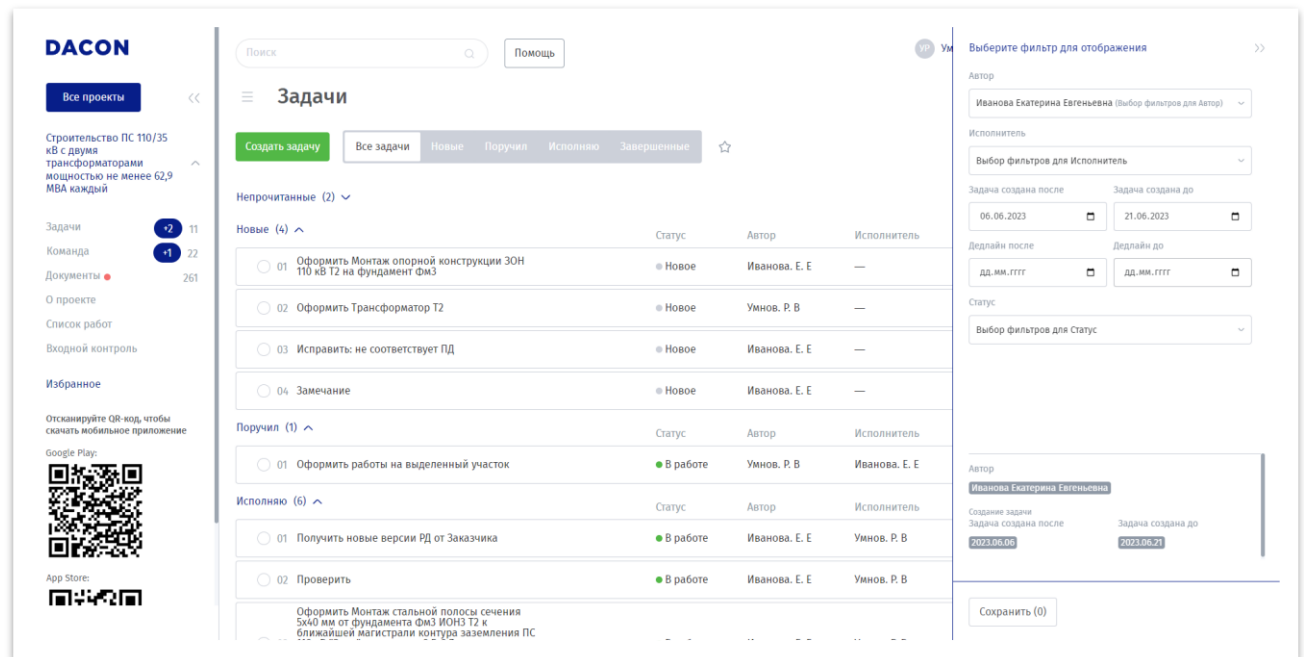 DACON
Все проекты
Строительство ПС 110/35
кВ с двумя
трансформаторами
мощностью не менее 62,9
МВА каждый
Задачи +2 11
Команда +1 22
Документы 261
О проекте
Список работ
Входной контроль
Избранное
Отсканируйте QR-код, чтобы
скачать мобильное приложение
Google Play:
App Store:
Поиск Помощь УР Ум
Задачи
Создать задачу Все задачи Новые Поручил Исполняю Завершенные
Непрочитанные (2)
Новые (4) Статус Автор Исполнитель
01 Оформить Монтаж опорной конструкции ЗОН
110 кВ Т2 на фундамент Фм3 Новое Иванова. Е. Е —
02 Оформить Трансформатор Т2 Новое Умнов. Р. В —
03 Исправить: не соответствует ПД Новое Иванова. Е. Е —
04 Замечание Новое Иванова. Е. Е —
Поручил (1) Статус Автор Исполнитель
01 Оформить работы на выделенный участок В работе Умнов. Р. В Иванова. Е. Е
Исполняю (6) Статус Автор Исполнитель
01 Получить новые версии РД от Заказчика В работе Иванова. Е. Е Умнов. Р. В
02 Проверить В работе Иванова. Е. Е Умнов. Р. В
Оформить Монтаж стальной полосы сечения
5х40 мм от фундамента Фм3 ИОН3 Т2 к
ближайшей магистрали контура заземления ПС
Выберите фильтр для отображения
Автор
Иванова Екатерина Евгеньевна (Выбор фильтров для Автор)
Исполнитель
Выбор фильтров для Исполнитель
Задача создана после Задача создана до
06.06.2023 21.06.2023
Дедлайн после Дедлайн до
дд.мм.гггг дд.мм.гггг
Статус
Выбор фильтров для Статус
Автор
Иванова Екатерина Евгеньевна
Создание задачи
Задача создана после Задача создана до
2023.06.06 2023.06.21
Сохранить (0)